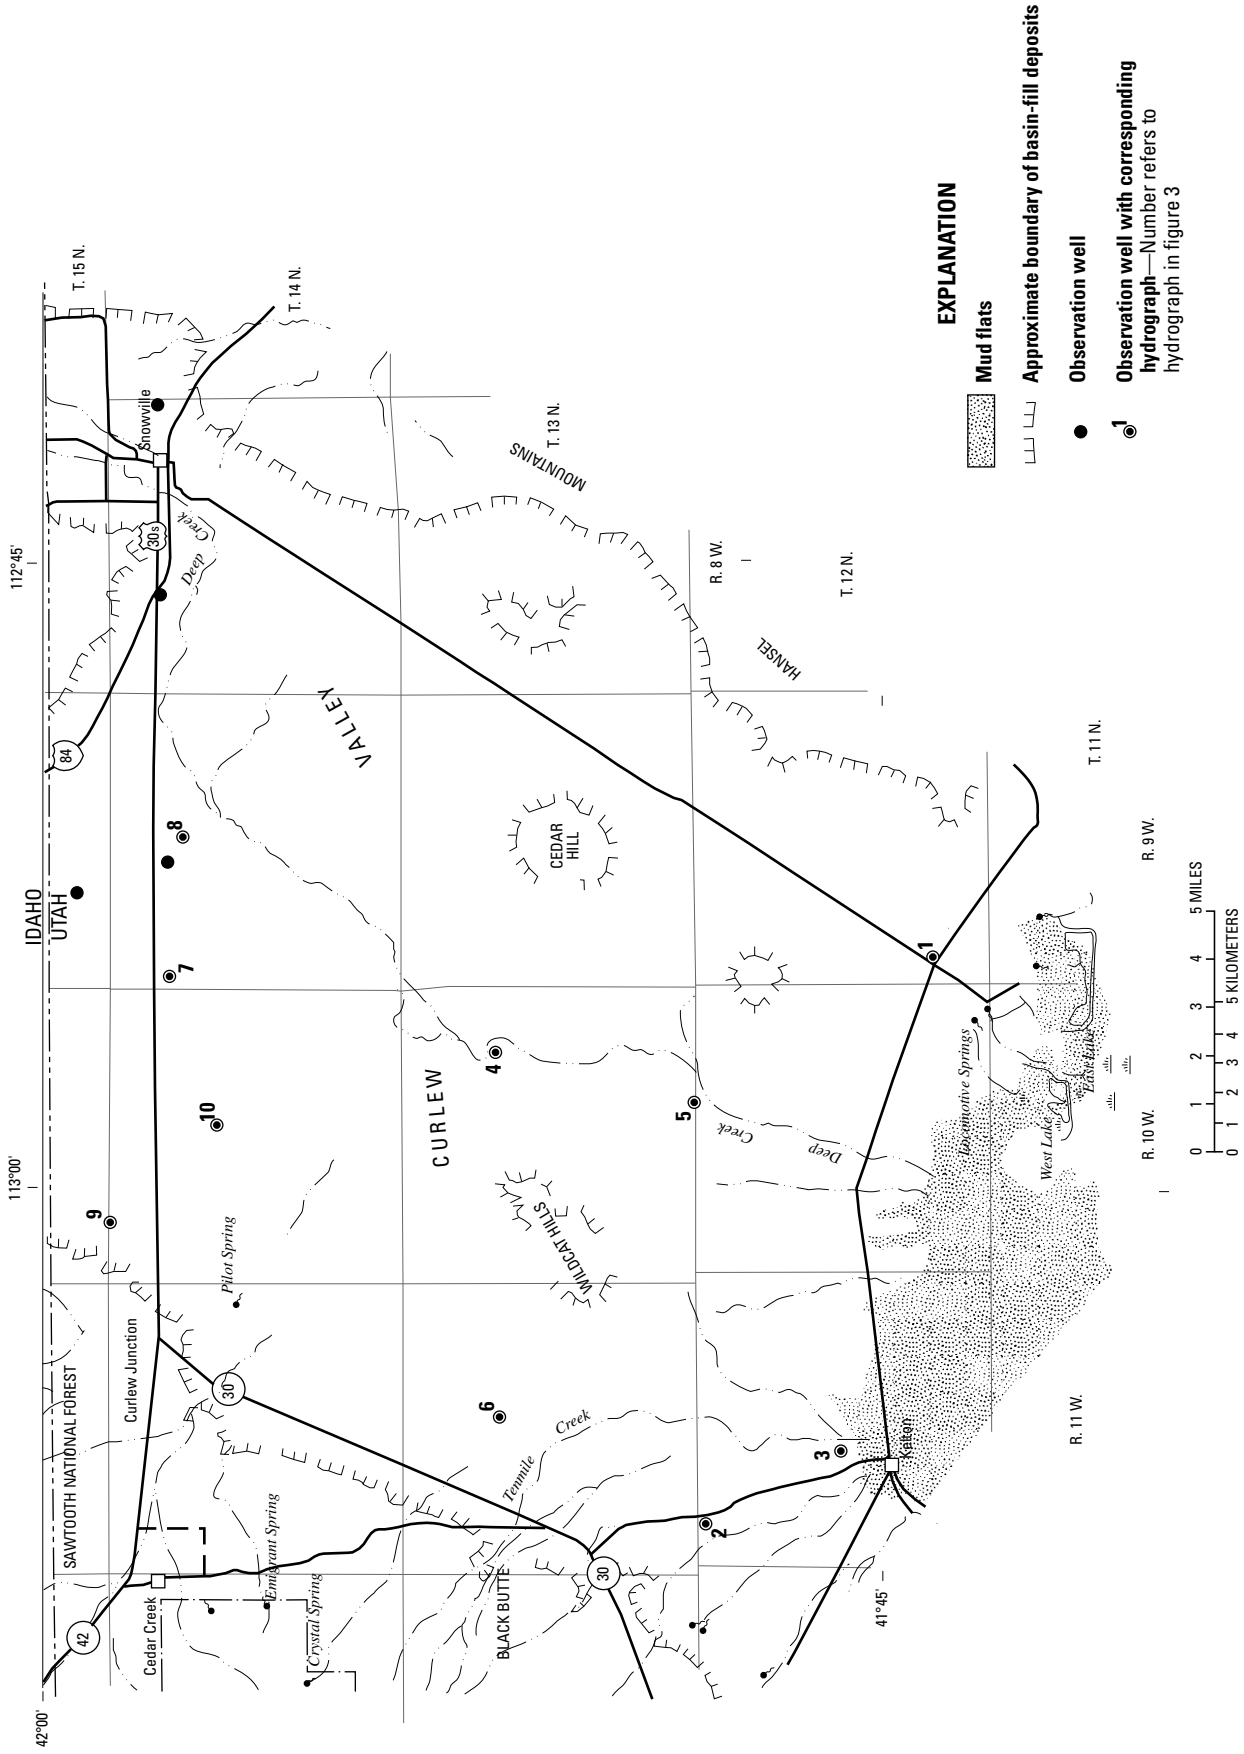 42°00'
113°00'
112°45'
IDAHO
UTAH
T. 15 N.
T. 14 N.
T. 13 N.
T. 12 N.
T. 11 N.
R. 8 W.
R. 9 W.
R. 10 W.
R. 11 W.
41°45'
SAWTOOTH NATIONAL FOREST
42
Cedar Creek
Curlew Junction
30
Emigrant Spring
Crystal Spring
Pilot Spring
9
10
7
8
84
30s
Snowville
Deep
Creek
CURLEW
VALLEY
4
CEDAR
HILL
WILDCAT HILLS
HANSEL
MOUNTAINS
BLACK BUTTE
Tenmile
Creek
6
30
5
Deep
Creek
2
3
Kelton
1
Locomotive Springs
West Lake
East Lake
0 1 2 3 4 5 MILES
0 1 2 3 4 5 KILOMETERS
EXPLANATION
Mud flats
Approximate boundary of basin-fill deposits
Observation well
1
Observation well with corresponding
hydrograph—Number refers to
hydrograph in figure 3